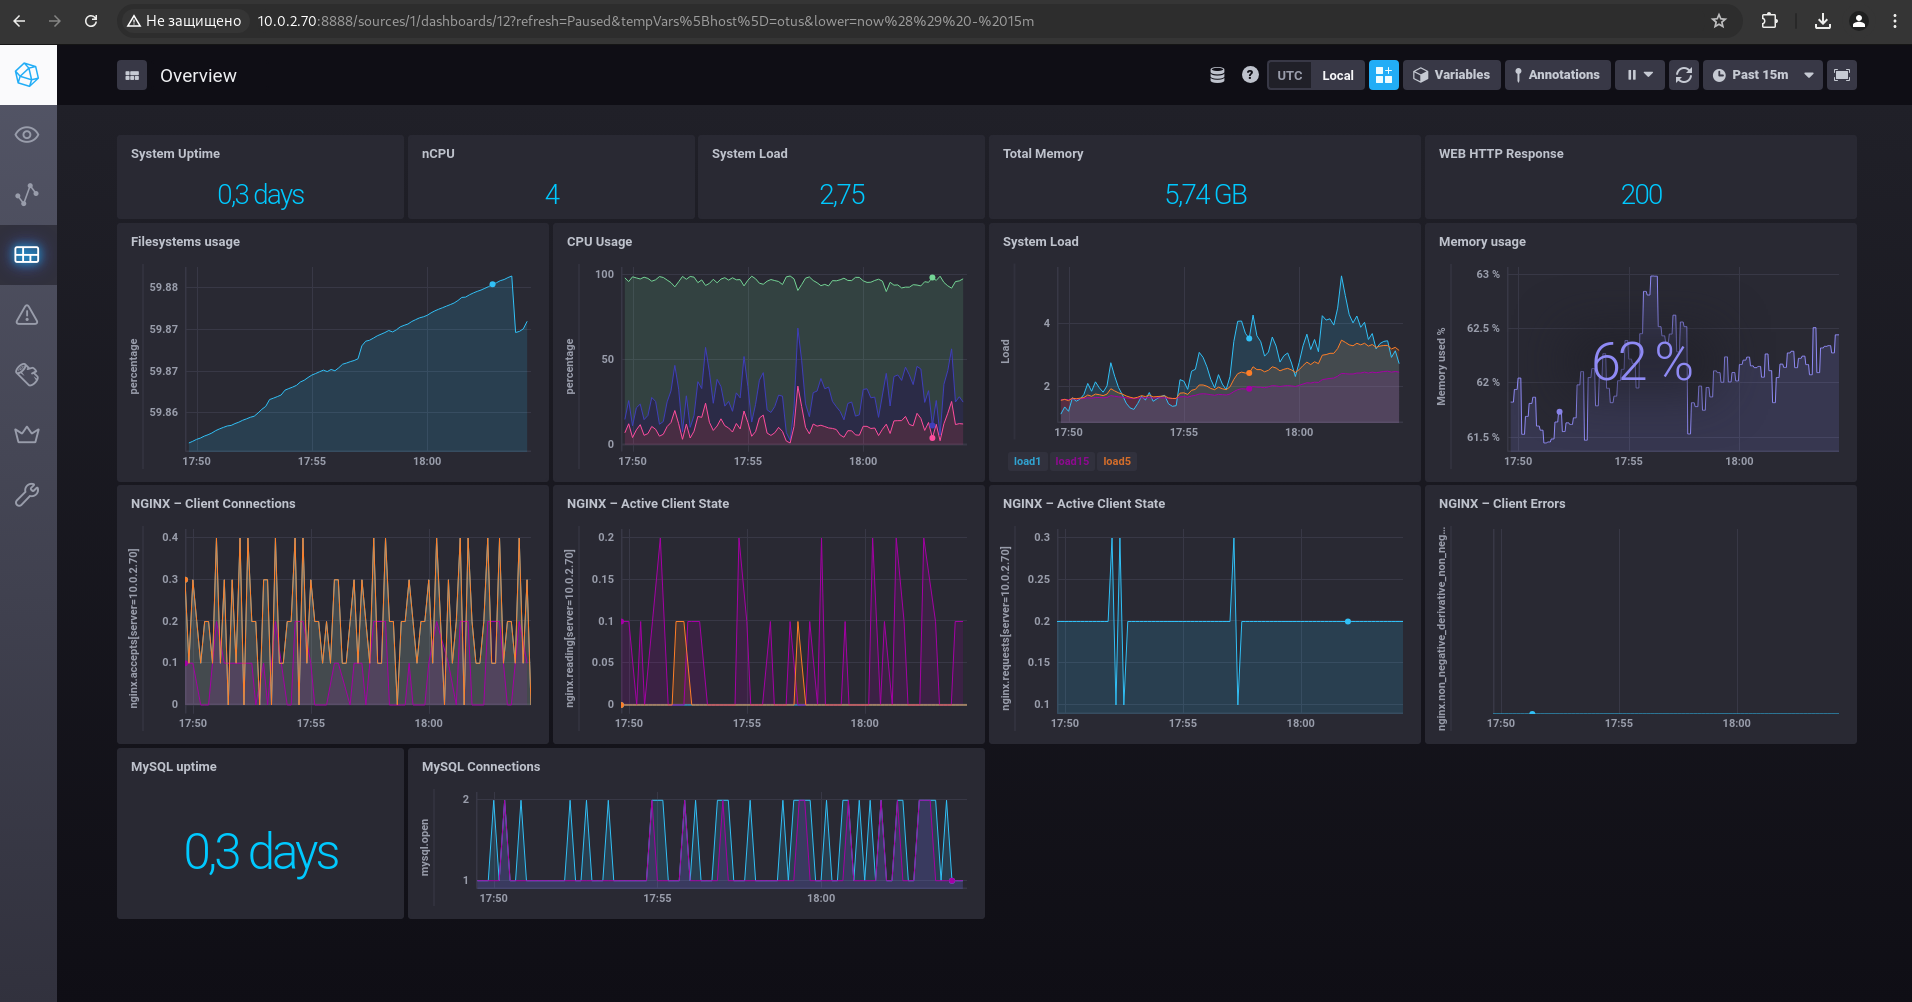 Не защищено 10.0.2.70:8888/sources/1/dashboards/12?refresh=Paused&tempVars%5Bhost%5D=otus&lower=now%28%29%20-%2015m
Overview
UTC Local Variables Annotations Past 15m
System Uptime
0,3 days
nCPU
4
System Load
2,75
Total Memory
5,74 GB
WEB HTTP Response
200
Filesystems usage
percentage
59.88
59.87
59.87
59.86
17:50 17:55 18:00
CPU Usage
percentage
100
50
0
17:50 17:55 18:00
System Load
Load
4
2
17:50 17:55 18:00
load1 load15 load5
Memory usage
Memory used %
63 %
62.5 %
62 %
61.5 %
62 %
17:50 17:55 18:00
NGINX – Client Connections
nginx.accepts[server=10.0.2.70]
0.4
0.3
0.2
0.1
0
17:50 17:55 18:00
NGINX – Active Client State
nginx.reading[server=10.0.2.70]
0.2
0.15
0.1
0.05
0
17:50 17:55 18:00
NGINX – Active Client State
nginx.requests[server=10.0.2.70]
0.3
0.25
0.2
0.15
0.1
17:50 17:55 18:00
NGINX – Client Errors
nginx.non_negative_derivative_non_neg...
17:50 17:55 18:00
MySQL uptime
0,3 days
MySQL Connections
mysql.open
2
1
17:50 17:55 18:00